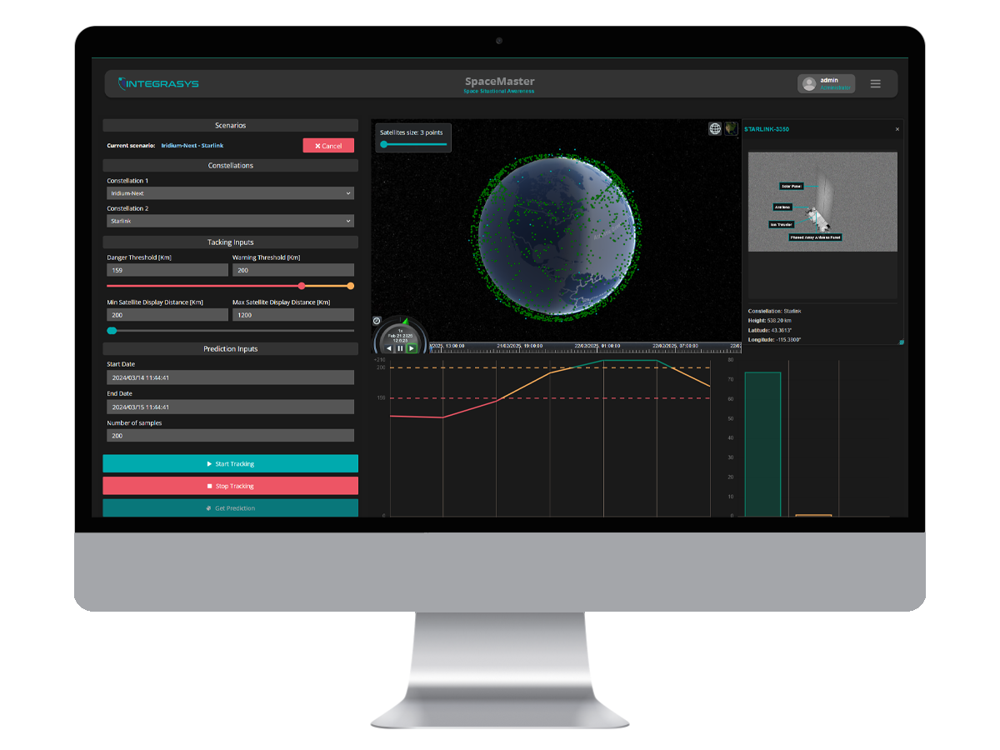 INTEGRASYS
SpaceMaster
Space Situational Awareness
admin
Administrator
Scenarios
Current scenario: Iridium-Next - Starlink
Cancel
Constellations
Constellation 1
Iridium-Next
Constellation 2
Starlink
Tacking Inputs
Danger Threshold [Km]
Warning Threshold [Km]
159
200
Min Satellite Display Distance [Km]
Max Satellite Display Distance [Km]
200
1200
Prediction Inputs
Start Date
2024/03/14 11:44:41
End Date
2024/03/15 11:44:41
Number of samples
200
Start Tracking
Stop Tracking
Get Prediction
Satellites size: 3 points
1x
Feb 21 2025
12:8:23
/2025, 13:00:00
21/02/2025, 19:00:00
22/02/2025, 01:00:00
22/02/2025, 07:00:00
22/02
+210
200
159
0
STARLINK-3350
×
Solar Panel
Antenna
Ion Thruster
Phased Array Antenna Panel
Constellation: Starlink
Height: 538.20 km
Latitude: 43.3613°
Longitude: -115.3800°
80
70
60
50
40
30
20
10
0